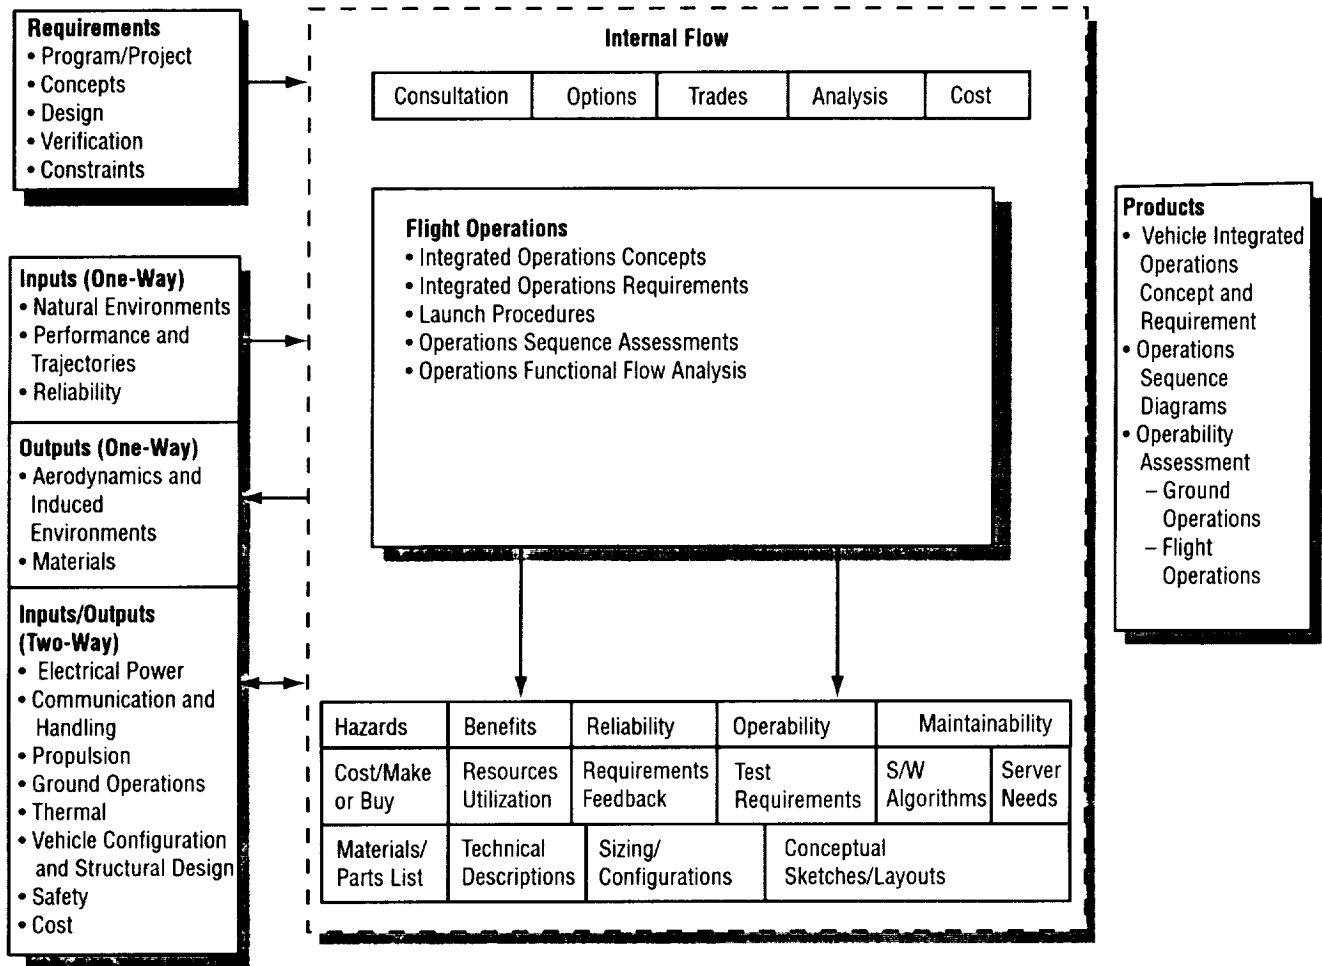 Requirements
• Program/Project
• Concepts
• Design
• Verification
• Constraints
Inputs (One-Way)
• Natural Environments
• Performance and
Trajectories
• Reliability
Outputs (One-Way)
• Aerodynamics and
Induced
Environments
• Materials
Inputs/Outputs
(Two-Way)
• Electrical Power
• Communication and
Handling
• Propulsion
• Ground Operations
• Thermal
• Vehicle Configuration
and Structural Design
• Safety
• Cost
Internal Flow
Consultation Options Trades Analysis Cost
Flight Operations
• Integrated Operations Concepts
• Integrated Operations Requirements
• Launch Procedures
• Operations Sequence Assessments
• Operations Functional Flow Analysis
Hazards Benefits Reliability Operability Maintainability
Cost/Make Resources Requirements Test S/W Server
or Buy Utilization Feedback Requirements Algorithms Needs
Materials/ Technical Sizing/ Conceptual
Parts List Descriptions Configurations Sketches/Layouts
Products
• Vehicle Integrated
Operations
Concept and
Requirement
• Operations
Sequence
Diagrams
• Operability
Assessment
– Ground
Operations
– Flight
Operations